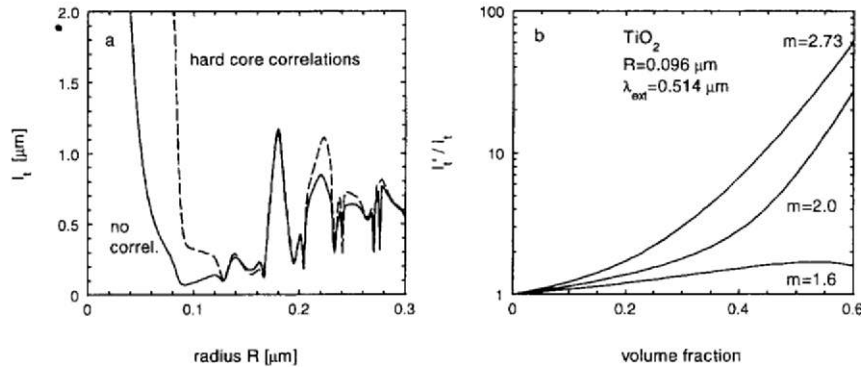 2.0
1.5
1.0
0.5
0
a
hard core correlations
no
correl.
l_t [μm]
0
0.1
0.2
0.3
radius R [μm]
100
10
1
b
TiO₂
R=0.096 μm
λ_ext=0.514 μm
m=2.73
m=2.0
m=1.6
l_t'/l_t
0
0.2
0.4
0.6
volume fraction